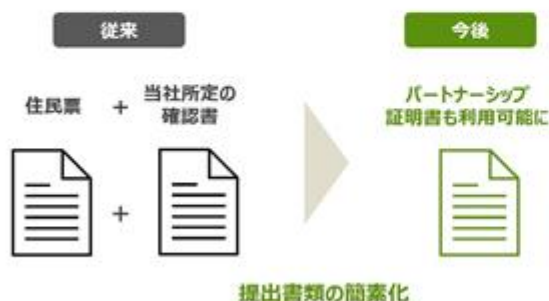 従来
今後
住民票
+
当社所定の
確認書
パートナーシップ
証明書も利用可能に
+
提出書類の簡素化